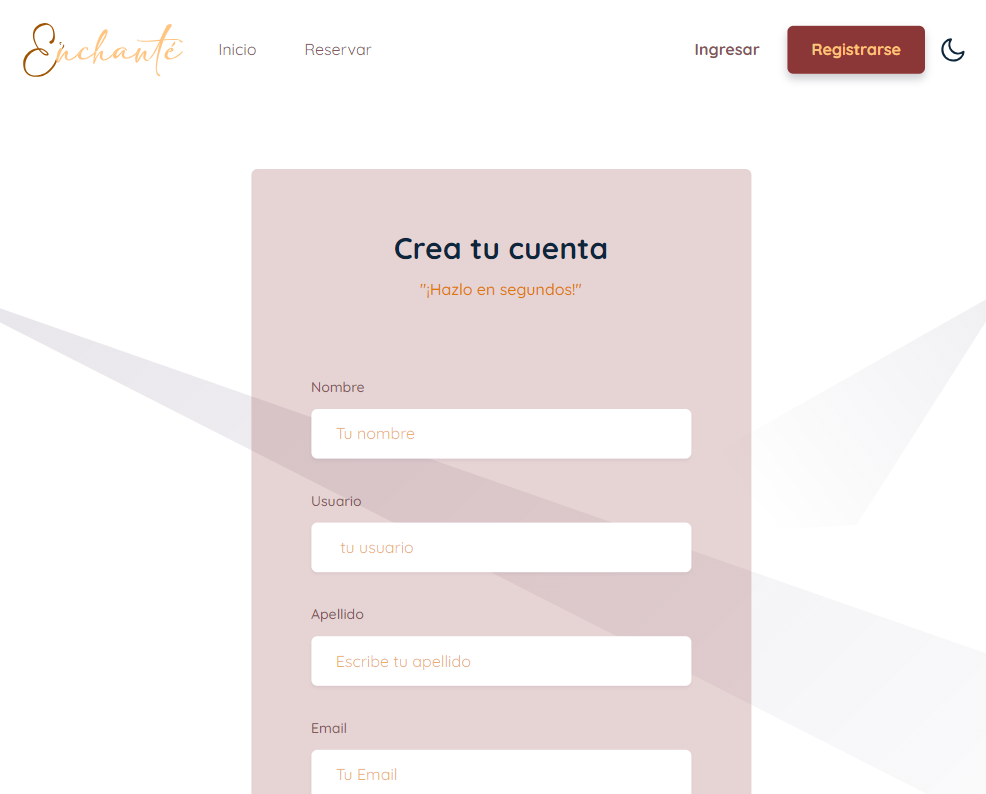 Enchanté
Inicio
Reservar
Ingresar
Registrarse
Crea tu cuenta
"¡Hazlo en segundos!"
Nombre
Tu nombre
Usuario
tu usuario
Apellido
Escribe tu apellido
Email
Tu Email